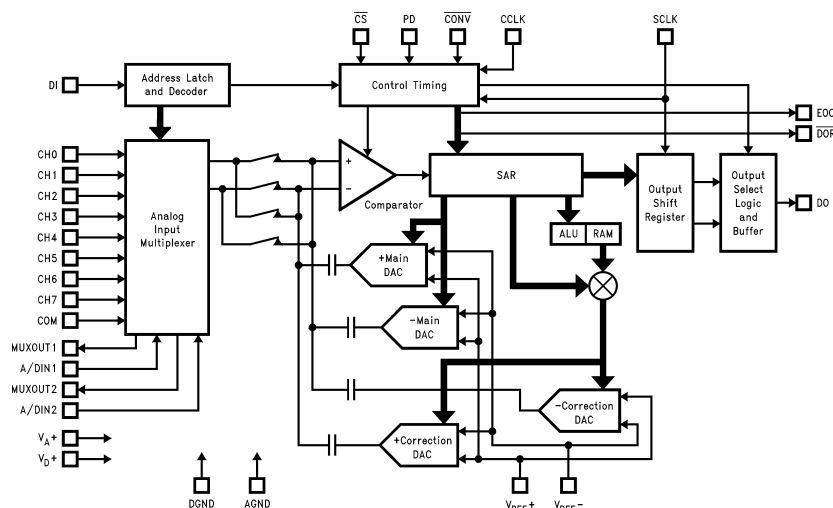 CS PD CONV CCLK SCLK
DI
Address Latch
and Decoder
Control Timing
EOC
DOR
CH0
CH1
CH2
CH3
CH4
CH5
CH6
CH7
COM
MUXOUT1
A/DIN1
MUXOUT2
A/DIN2
VA+
VD+
DGND
AGND
Analog
Input
Multiplexer
+
−
Comparator
SAR
Output
Shift
Register
Output
Select
Logic
and
Buffer
DO
ALU RAM
+Main
DAC
−Main
DAC
−Correction
DAC
+Correction
DAC